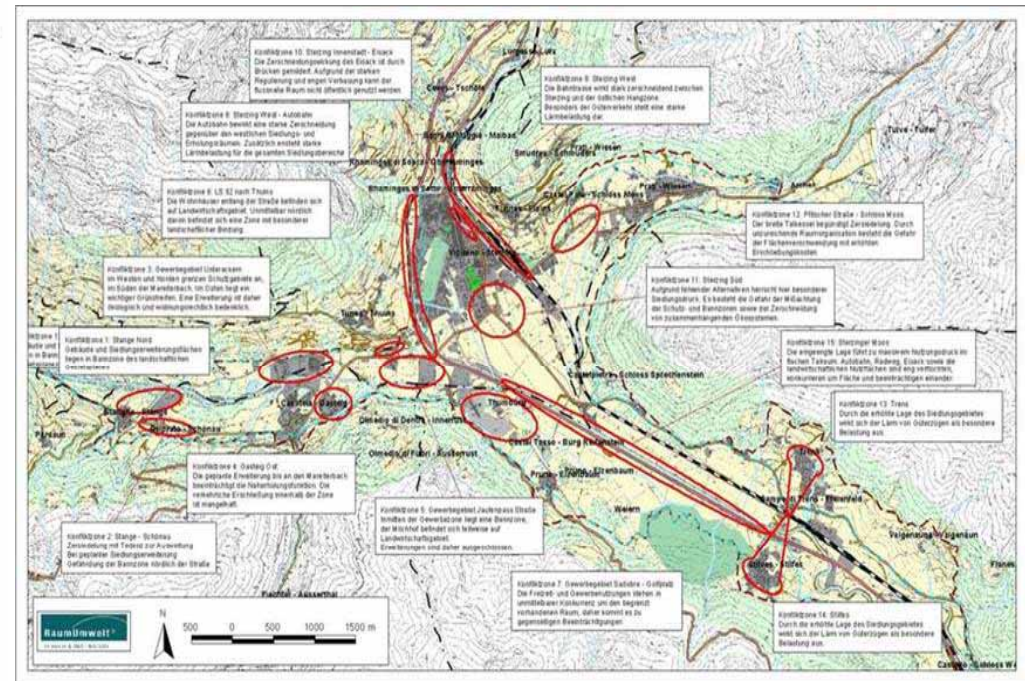 Konfliktzone 10: Sterzing Innenstadt - Eisack
Die Zerschneidungswirkung des Eisack ist durch
Brücken gemildert. Aufgrund der starken
Regulierung und engen Verbauung kann der
flussnahe Raum nicht öffentlich genutzt werden.
Konfliktzone 8: Sterzing West - Autobahn
Die Autobahn bewirkt eine starke Zerschneidung
gegenüber den westlichen Siedlungs- und
Erholungsräumen. Zusätzlich entsteht starke
Lärmbelastung für die gesamten Siedlungsbereiche
Konfliktzone 6: LS 82 nach Thuins
Die Wohnhäuser entlang der Straße befinden sich
auf Landwirtschaftsgebiet. Unmittelbar nördlich
davon befindet sich eine Zone mit besonderer
landschaftlicher Bindung.
Konfliktzone 3: Gewerbegebiet Unterackern
Im Westen und Norden grenzen Schutzgebiete an,
im Süden der Mareiterbach. Im Osten liegt ein
wichtiger Grünstreifen. Eine Erweiterung ist daher
ökologisch und widmungsrechtlich bedenklich.
Konfliktzone 1: Stange Nord
Gebäude und Siedlungserweiterungsflächen
liegen in Bannzone des landschaftlichen
Konfliktzone 9: Sterzing West
Die Bahntrasse wirkt stark zerschneidend zwischen
Sterzing und der östlichen Hangzone.
Besonders der Güterverkehr stellt eine starke
Lärmbelastung dar.
Konfliktzone 12: Pfitscher Straße - Schloss Moos
Der breite Talkessel begünstigt Zersiedelung. Durch
unzureichende Raumorganisation besteht die Gefahr
der Flächenverschwendung mit erhöhten
Erschließungskosten
Konfliktzone 11: Sterzing Süd
Aufgrund fehlender Alternativen herrscht hier besonderer
Siedlungsdruck. Es besteht die Gefahr der Mißachtung
der Schutz- und Bannzonen sowie der Zerschneidung
von zusammenhängenden Ökosystemen.
Konfliktzone 15: Sterzinger Moos
Die eingeengte Lage führt zu massivem Nutzungsdruck im
flachen Talraum. Autobahn, Radweg, Eisack sowie die
landwirtschaftlichen Nutzflächen sind eng verflochten,
konkurrieren um Fläche und beeinträchtigen einander.
Konfliktzone 13: Trens
Durch die erhöhte Lage des Siedlungsgebietes
wirkt sich der Lärm von Güterzügen als besondere
Belastung aus.
Konfliktzone 4: Gasteig Ost
Die geplante Erweiterung bis an den Mareiterbach
beeinträchtigt die Naherholungsfunktion. Die
verkehrliche Erschließung innerhalb der Zone
ist mangelhaft.
Konfliktzone 2: Stange - Schönau
Zersiedelung mit Tendenz zur Ausweitung
Bei geplanter Siedlungserweiterung
Gefährdung der Bannzone nördlich der Straße
Konfliktzone 5: Gewerbegebiet Jaufenpass Straße
Inmitten der Gewerbezone liegt eine Bannzone,
der Milchhof befindet sich teilweise auf
Landwirtschaftsgebiet.
Erweiterungen sind daher ausgeschlossen.
Konfliktzone 7: Gewerbegebiet Sadobre - Golfplatz
Die Freizeit- und Gewerbenutzungen stehen in
unmittelbarer Konkurrenz um den begrenzt
vorhandenen Raum, daher kommt es zu
gegenseitigen Beeinträchtigungen
Konfliktzone 14: Stilfes
Durch die erhöhte Lage des Siedlungsgebietes
wirkt sich der Lärm von Güterzügen als besondere
Belastung aus.
Tschöfs
Tulve - Tulfer
Smudres - Schmuders
Prati - Wiesen
Tunes - Thuins
Thumburg
Weiern
Stilves - Stilfes
Trens
RaumUmwelt
N
500 0 500 1000 1500 m